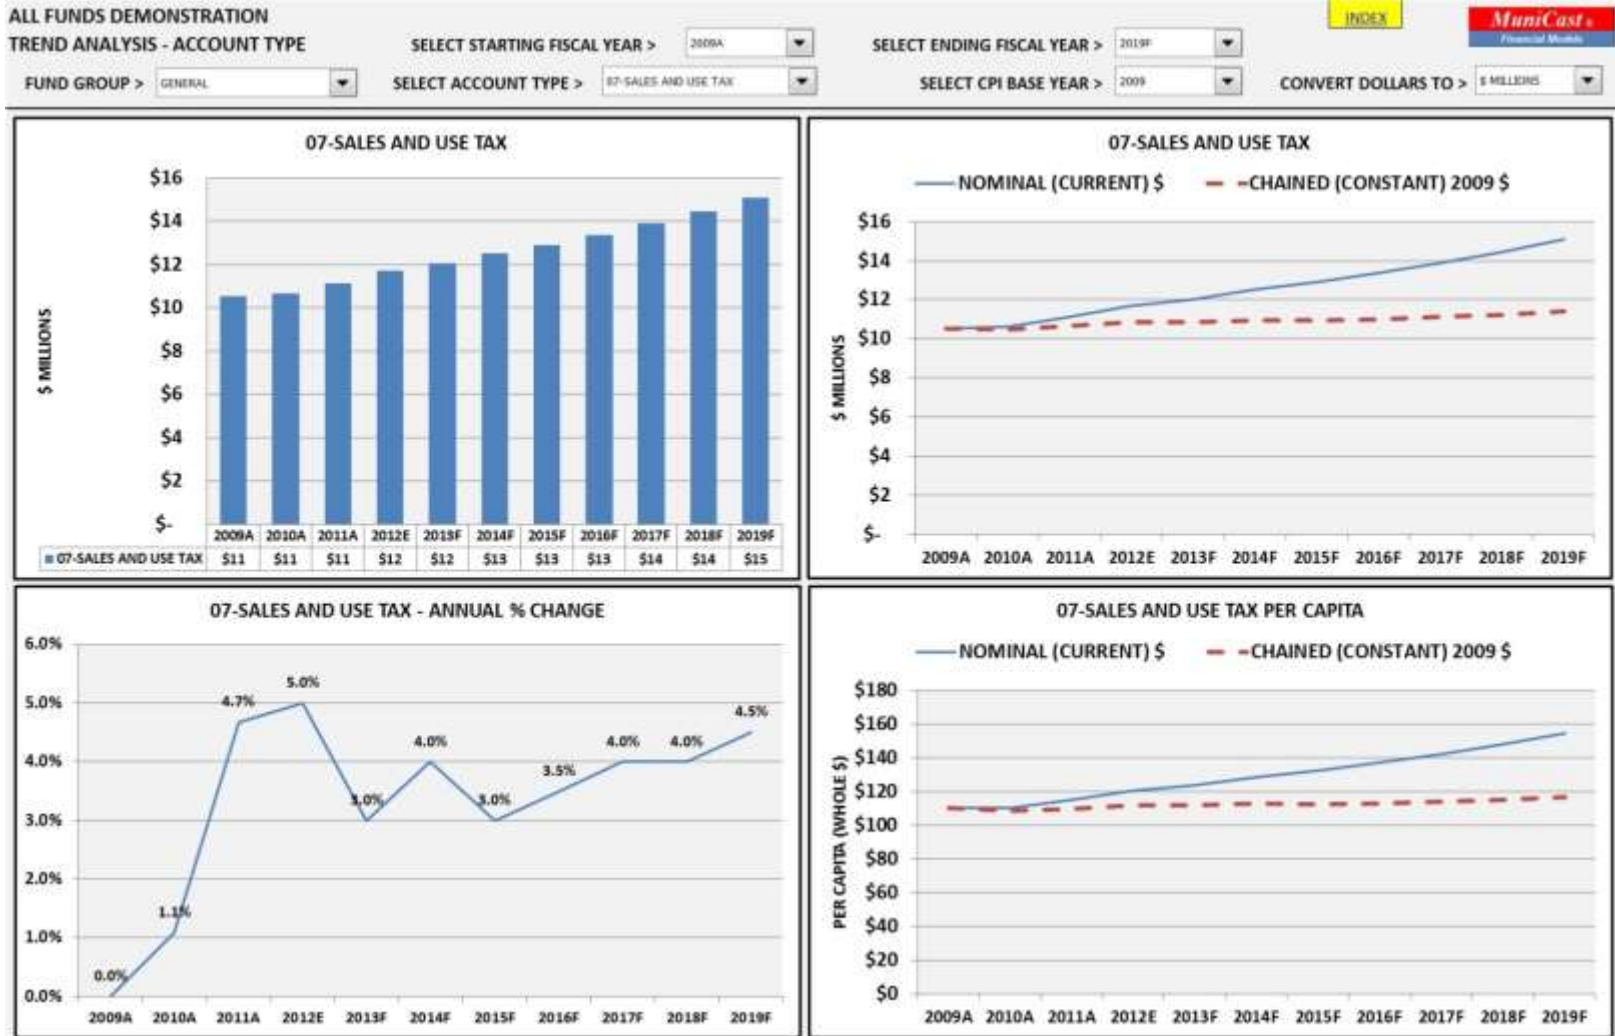 ALL FUNDS DEMONSTRATION
INDEX
MuniCast ®
Financial Models
TREND ANALYSIS - ACCOUNT TYPE
SELECT STARTING FISCAL YEAR > 2009A
SELECT ENDING FISCAL YEAR > 2019F
FUND GROUP > GENERAL
SELECT ACCOUNT TYPE > 07-SALES AND USE TAX
SELECT CPI BASE YEAR > 2009
CONVERT DOLLARS TO > $ MILLIONS
07-SALES AND USE TAX
$16
$14
$12
$10
$8
$6
$4
$2
$-
$ MILLIONS
2009A 2010A 2011A 2012E 2013F 2014F 2015F 2016F 2017F 2018F 2019F
07-SALES AND USE TAX $11 $11 $11 $12 $12 $13 $13 $13 $14 $14 $15
07-SALES AND USE TAX
NOMINAL (CURRENT) $ CHAINED (CONSTANT) 2009 $
$16
$14
$12
$10
$8
$6
$4
$2
$-
$ MILLIONS
2009A 2010A 2011A 2012E 2013F 2014F 2015F 2016F 2017F 2018F 2019F
07-SALES AND USE TAX - ANNUAL % CHANGE
6.0%
5.0%
4.0%
3.0%
2.0%
1.0%
0.0%
0.0% 1.1% 4.7% 5.0% 3.0% 4.0% 3.0% 3.5% 4.0% 4.0% 4.5%
2009A 2010A 2011A 2012E 2013F 2014F 2015F 2016F 2017F 2018F 2019F
07-SALES AND USE TAX PER CAPITA
NOMINAL (CURRENT) $ CHAINED (CONSTANT) 2009 $
$180
$160
$140
$120
$100
$80
$60
$40
$20
$0
PER CAPITA (WHOLE $)
2009A 2010A 2011A 2012E 2013F 2014F 2015F 2016F 2017F 2018F 2019F